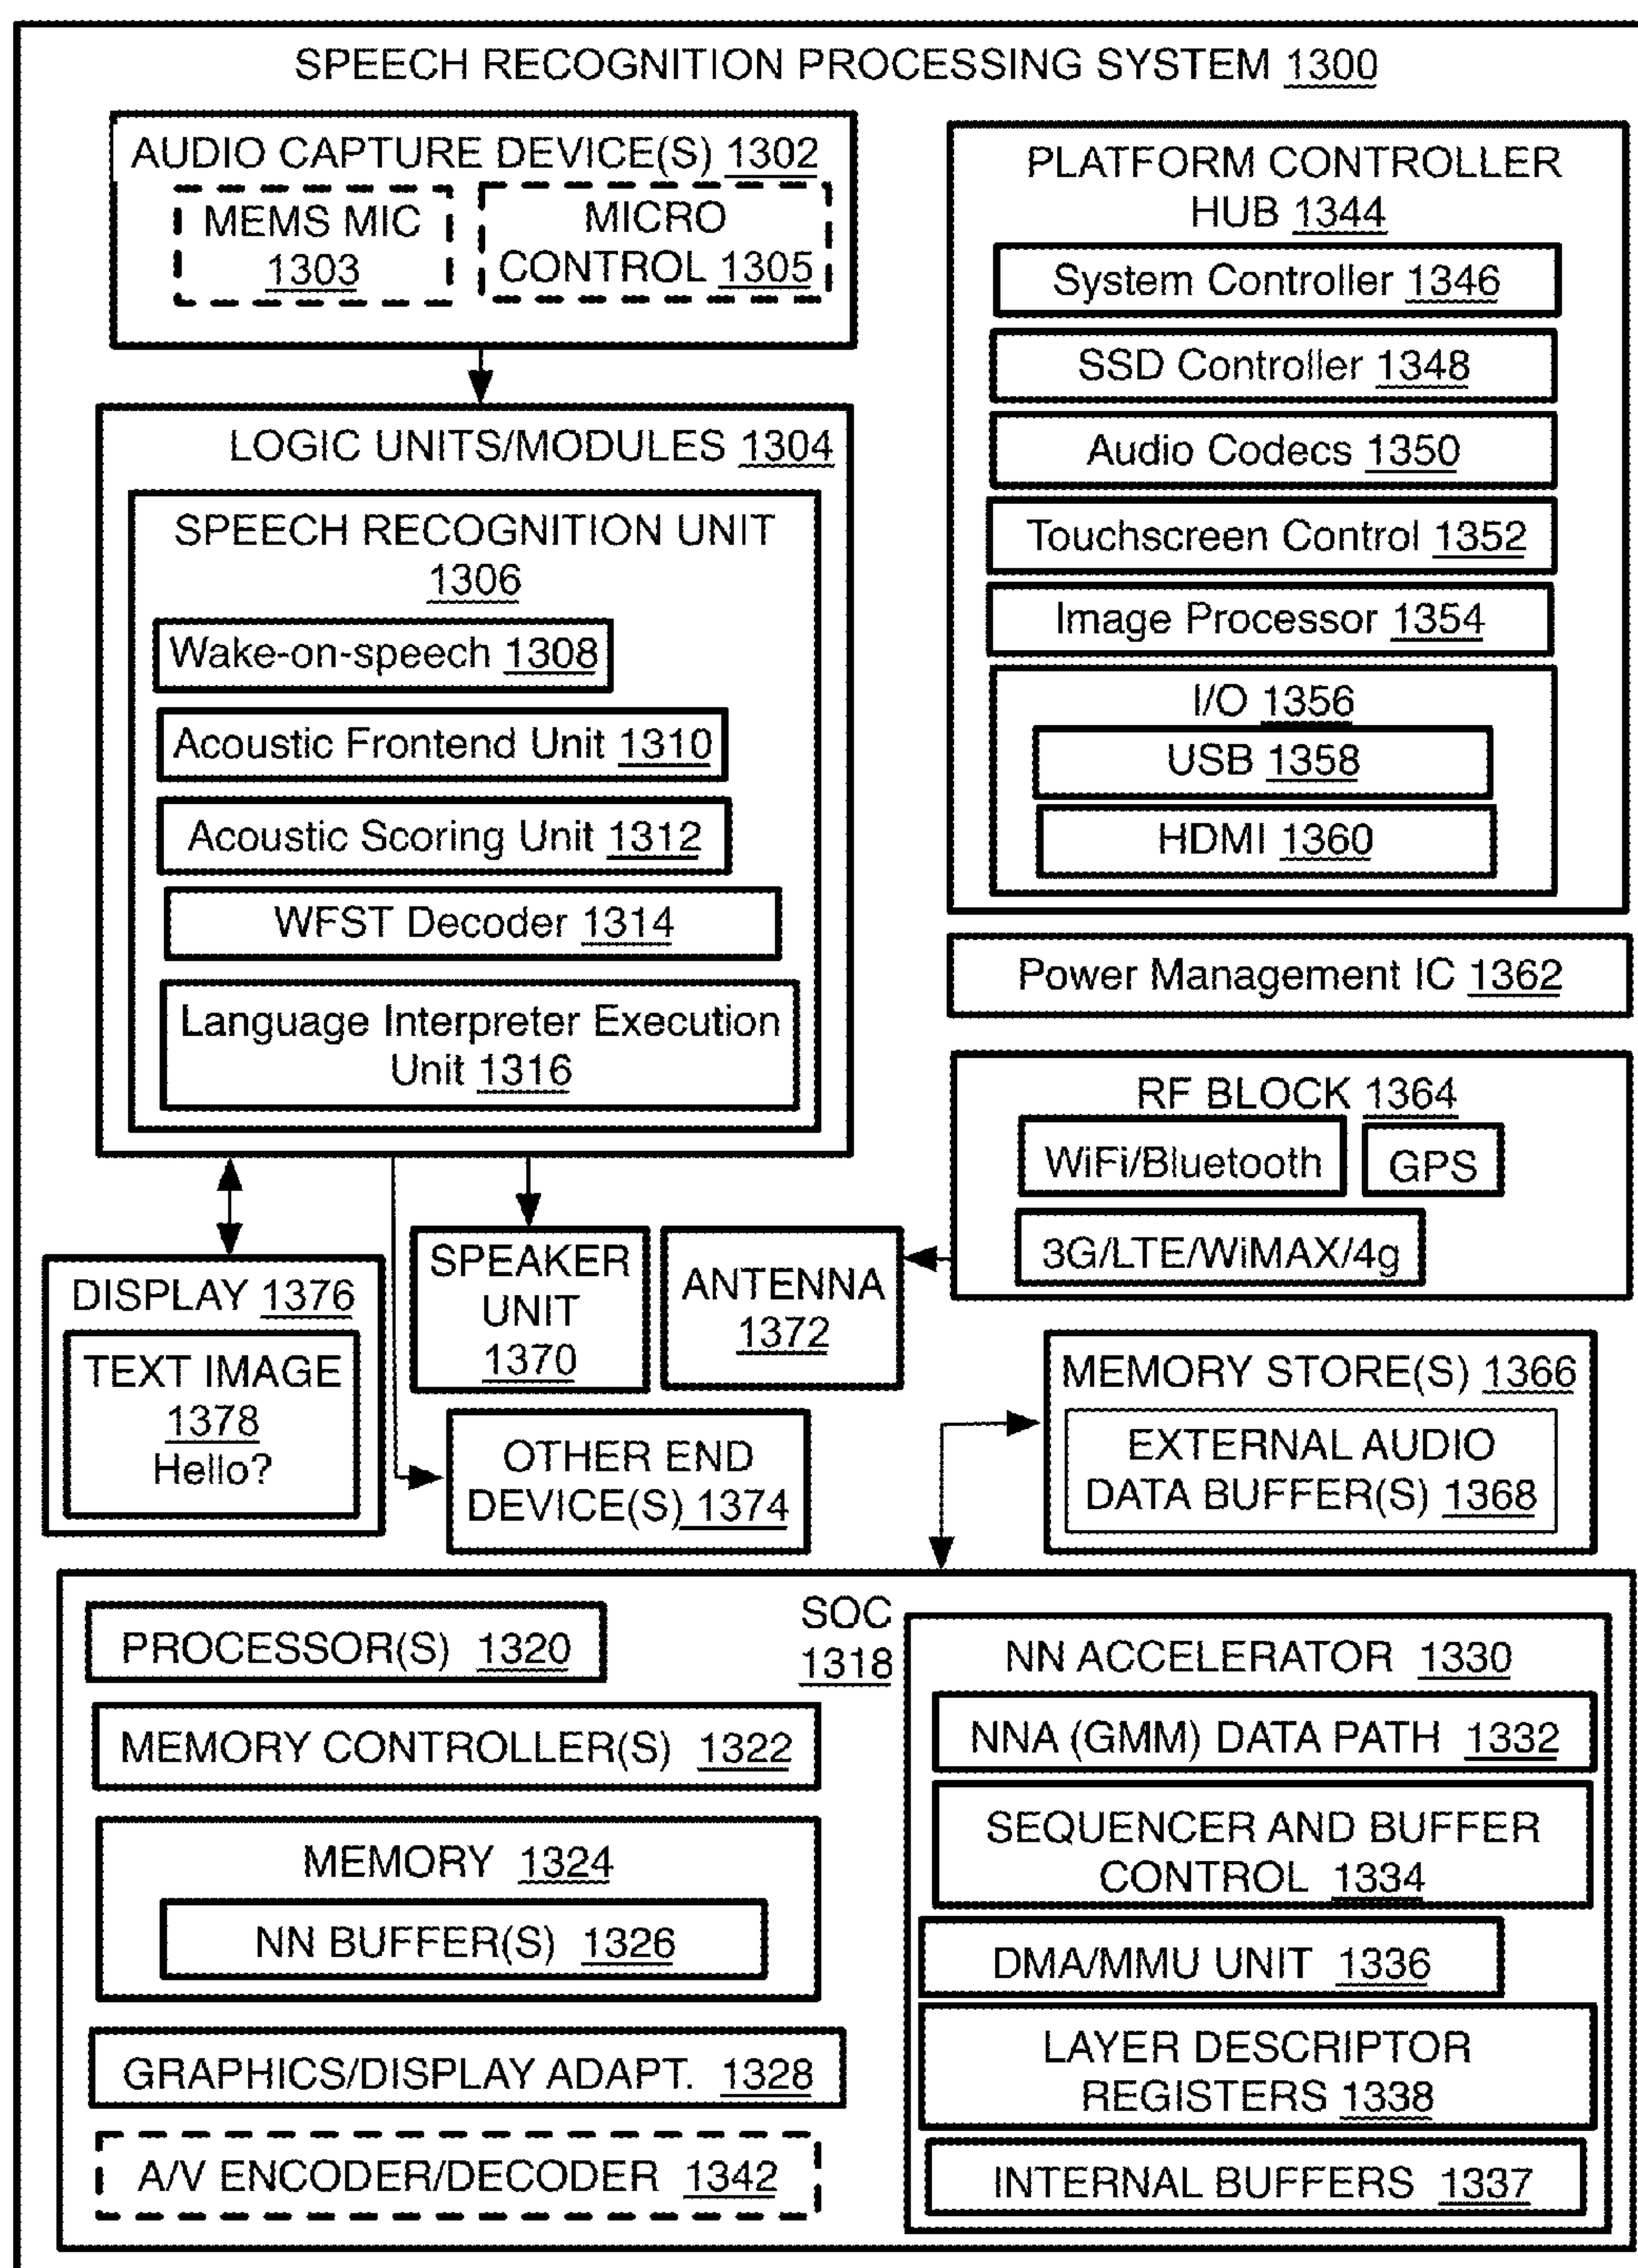 SPEECH RECOGNITION PROCESSING SYSTEM 1300
AUDIO CAPTURE DEVICE(S) 1302
MEMS MIC
1303
MICRO
CONTROL 1305
LOGIC UNITS/MODULES 1304
SPEECH RECOGNITION UNIT
1306
Wake-on-speech 1308
Acoustic Frontend Unit 1310
Acoustic Scoring Unit 1312
WFST Decoder 1314
Language Interpreter Execution
Unit 1316
PLATFORM CONTROLLER
HUB 1344
System Controller 1346
SSD Controller 1348
Audio Codecs 1350
Touchscreen Control 1352
Image Processor 1354
I/O 1356
USB 1358
HDMI 1360
Power Management IC 1362
RF BLOCK 1364
WiFi/Bluetooth
GPS
3G/LTE/WiMAX/4g
DISPLAY 1376
TEXT IMAGE
1378
Hello?
SPEAKER
UNIT
1370
ANTENNA
1372
OTHER END
DEVICE(S) 1374
MEMORY STORE(S) 1366
EXTERNAL AUDIO
DATA BUFFER(S) 1368
SOC
1318
PROCESSOR(S) 1320
MEMORY CONTROLLER(S) 1322
MEMORY 1324
NN BUFFER(S) 1326
GRAPHICS/DISPLAY ADAPT. 1328
A/V ENCODER/DECODER 1342
NN ACCELERATOR 1330
NNA (GMM) DATA PATH 1332
SEQUENCER AND BUFFER
CONTROL 1334
DMA/MMU UNIT 1336
LAYER DESCRIPTOR
REGISTERS 1338
INTERNAL BUFFERS 1337